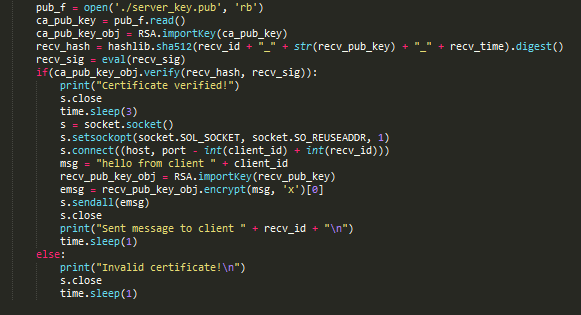 pub_f = open('./server_key.pub', 'rb')
ca_pub_key = pub_f.read()
ca_pub_key_obj = RSA.importKey(ca_pub_key)
recv_hash = hashlib.sha512(recv_id + "_" + str(recv_pub_key) + "_" + recv_time).digest()
recv_sig = eval(recv_sig)
if(ca_pub_key_obj.verify(recv_hash, recv_sig)):
    print("Certificate verified!")
    s.close
    time.sleep(3)
    s = socket.socket()
    s.setsockopt(socket.SOL_SOCKET, socket.SO_REUSEADDR, 1)
    s.connect((host, port - int(client_id) + int(recv_id)))
    msg = "hello from client " + client_id
    recv_pub_key_obj = RSA.importKey(recv_pub_key)
    emsg = recv_pub_key_obj.encrypt(msg, 'x')[0]
    s.sendall(emsg)
    s.close
    print("Sent message to client " + recv_id + "\n")
    time.sleep(1)
else:
    print("Invalid certificate!\n")
    s.close
    time.sleep(1)